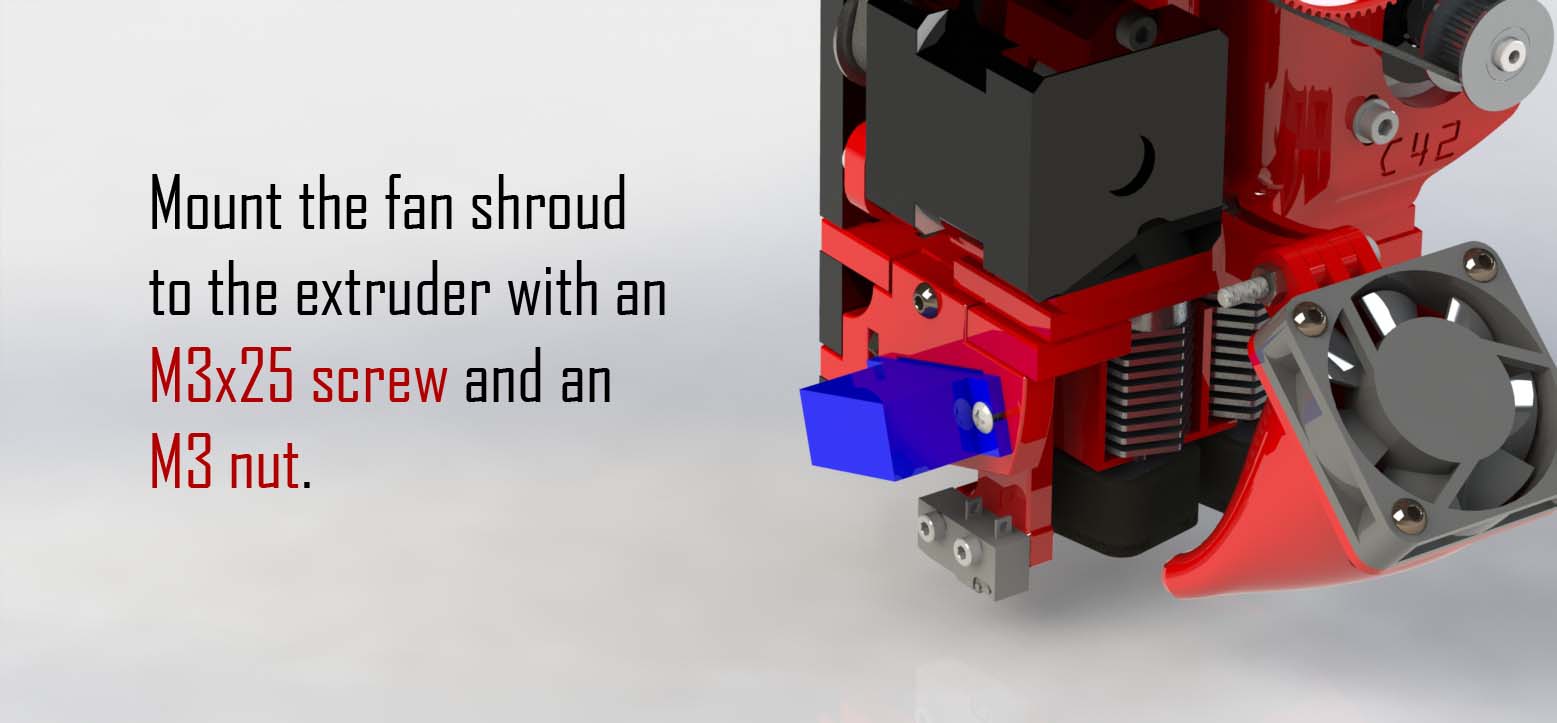 Mount the fan shroud
to the extruder with an
M3x25 screw and an
M3 nut.
C42